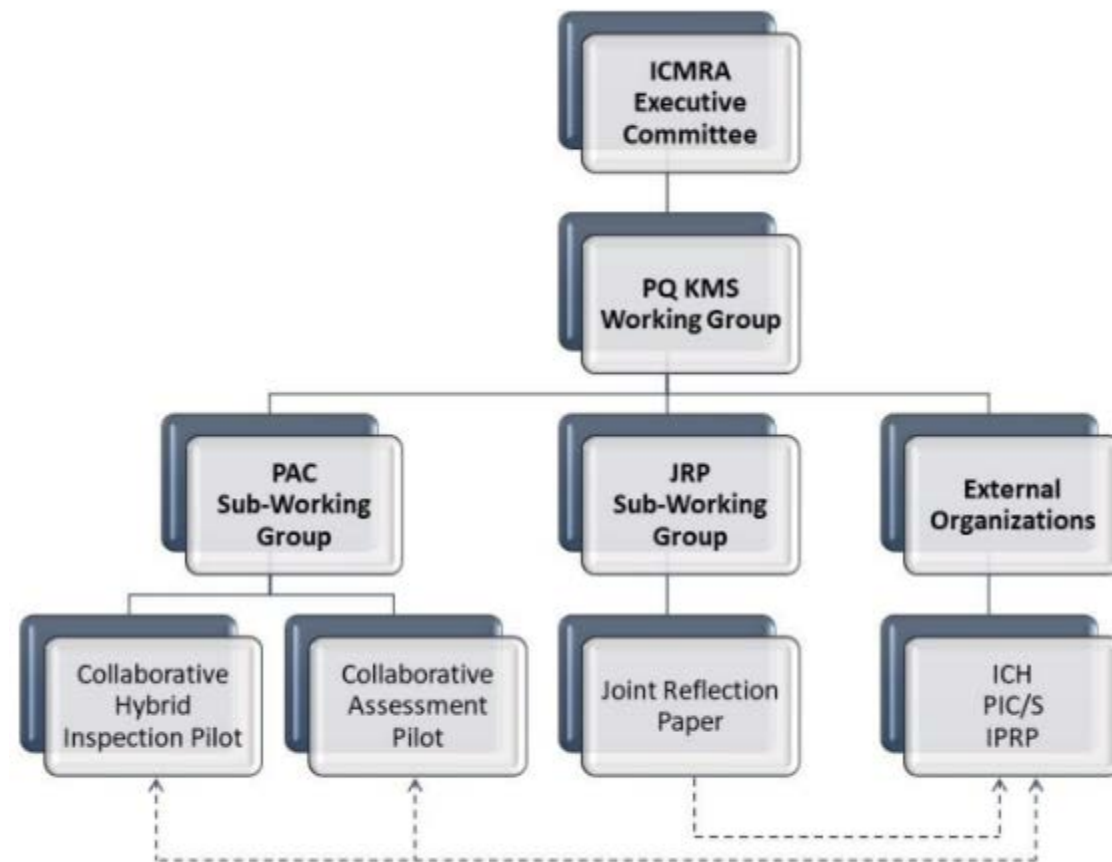 ICMRA
Executive
Committee
PQ KMS
Working Group
PAC
Sub-Working
Group
JRP
Sub-Working
Group
External
Organizations
Collaborative
Hybrid
Inspection Pilot
Collaborative
Assessment
Pilot
Joint Reflection
Paper
ICH
PIC/S
IPRP